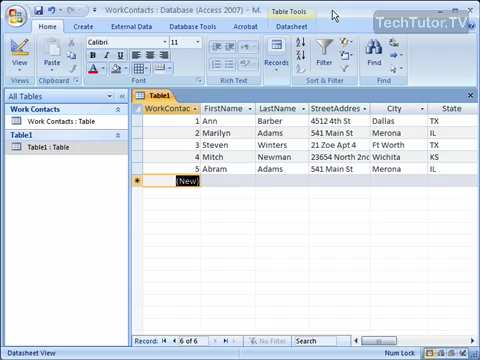 WorkContacts : Database (Access 2007) - M...
Table Tools
TechTutor.TV
Home Create External Data Database Tools Acrobat Datasheet
View Paste Calibri 11 Filter Records Find
B I U
Views Clipboard Font Rich Text Sort & Filter Find
All Tables
Work Contacts
Work Contacts : Table
Table1
Table1 : Table
Table1
WorkContac FirstName LastName StreetAddres City State
1 Ann Barber 4512 4th St Dallas TX
2 Marilyn Adams 541 Main St Merona IL
3 Steven Winters 21 Zoe Apt 4 Ft Worth TX
4 Mitch Newman 23654 North 2nd Wichita KS
5 Abram Adams 541 Main St Merona IL
(New)
Record: 6 of 6 No Filter Search
Datasheet View Num Lock